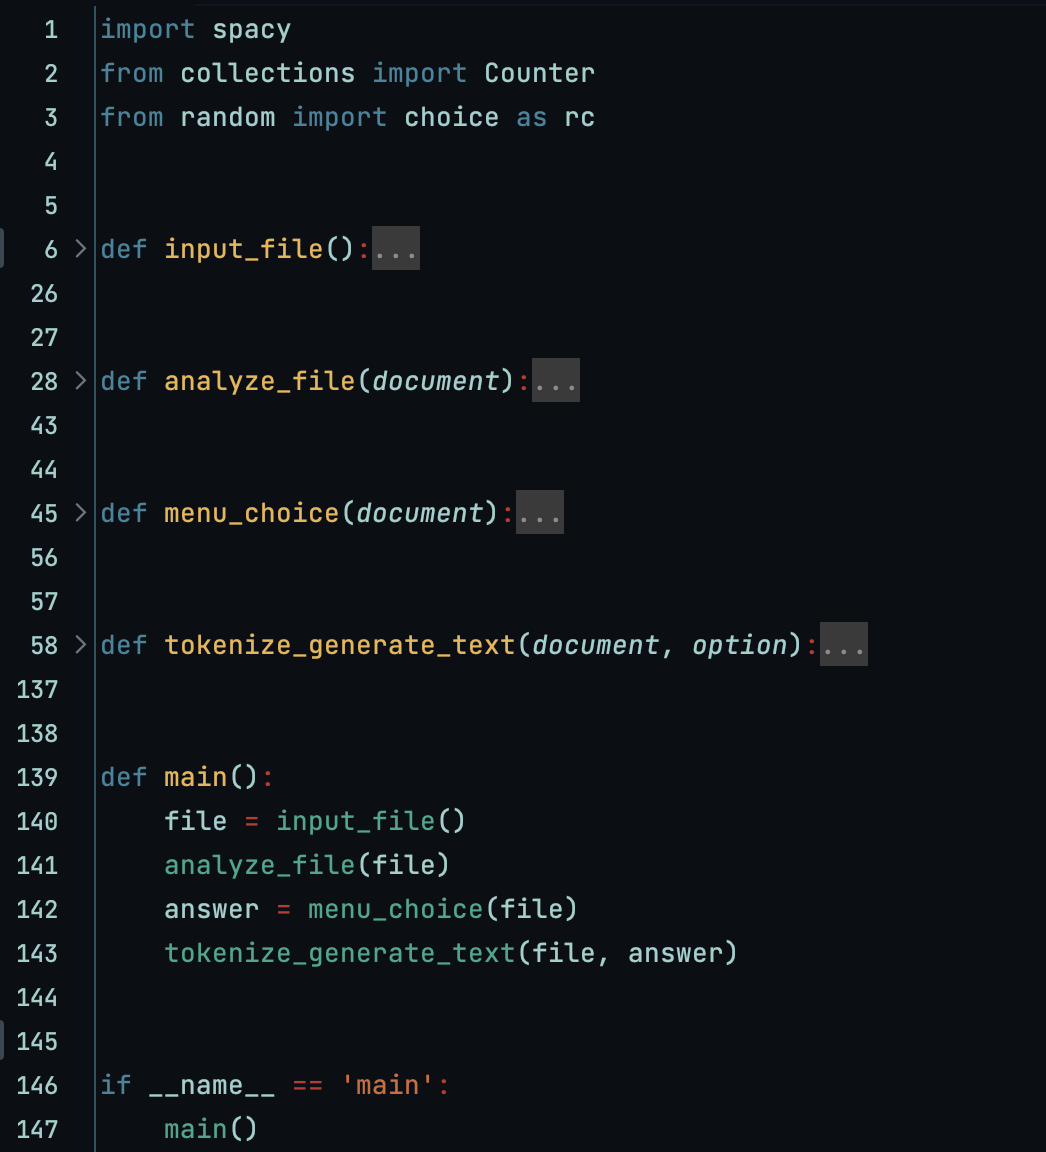 1 import spacy
2 from collections import Counter
3 from random import choice as rc
4
5
6 > def input_file():...
26
27
28 > def analyze_file(document):...
43
44
45 > def menu_choice(document):...
56
57
58 > def tokenize_generate_text(document, option):...
137
138
139 def main():
140     file = input_file()
141     analyze_file(file)
142     answer = menu_choice(file)
143     tokenize_generate_text(file, answer)
144
145
146 if __name__ == 'main':
147     main()